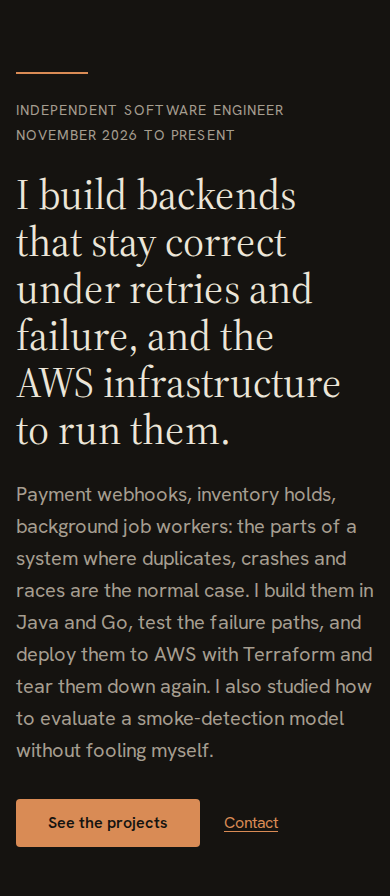 INDEPENDENT SOFTWARE ENGINEER
NOVEMBER 2026 TO PRESENT
I build backends
that stay correct
under retries and
failure, and the
AWS infrastructure
to run them.
Payment webhooks, inventory holds,
background job workers: the parts of a
system where duplicates, crashes and
races are the normal case. I build them in
Java and Go, test the failure paths, and
deploy them to AWS with Terraform and
tear them down again. I also studied how
to evaluate a smoke-detection model
without fooling myself.
See the projects
Contact